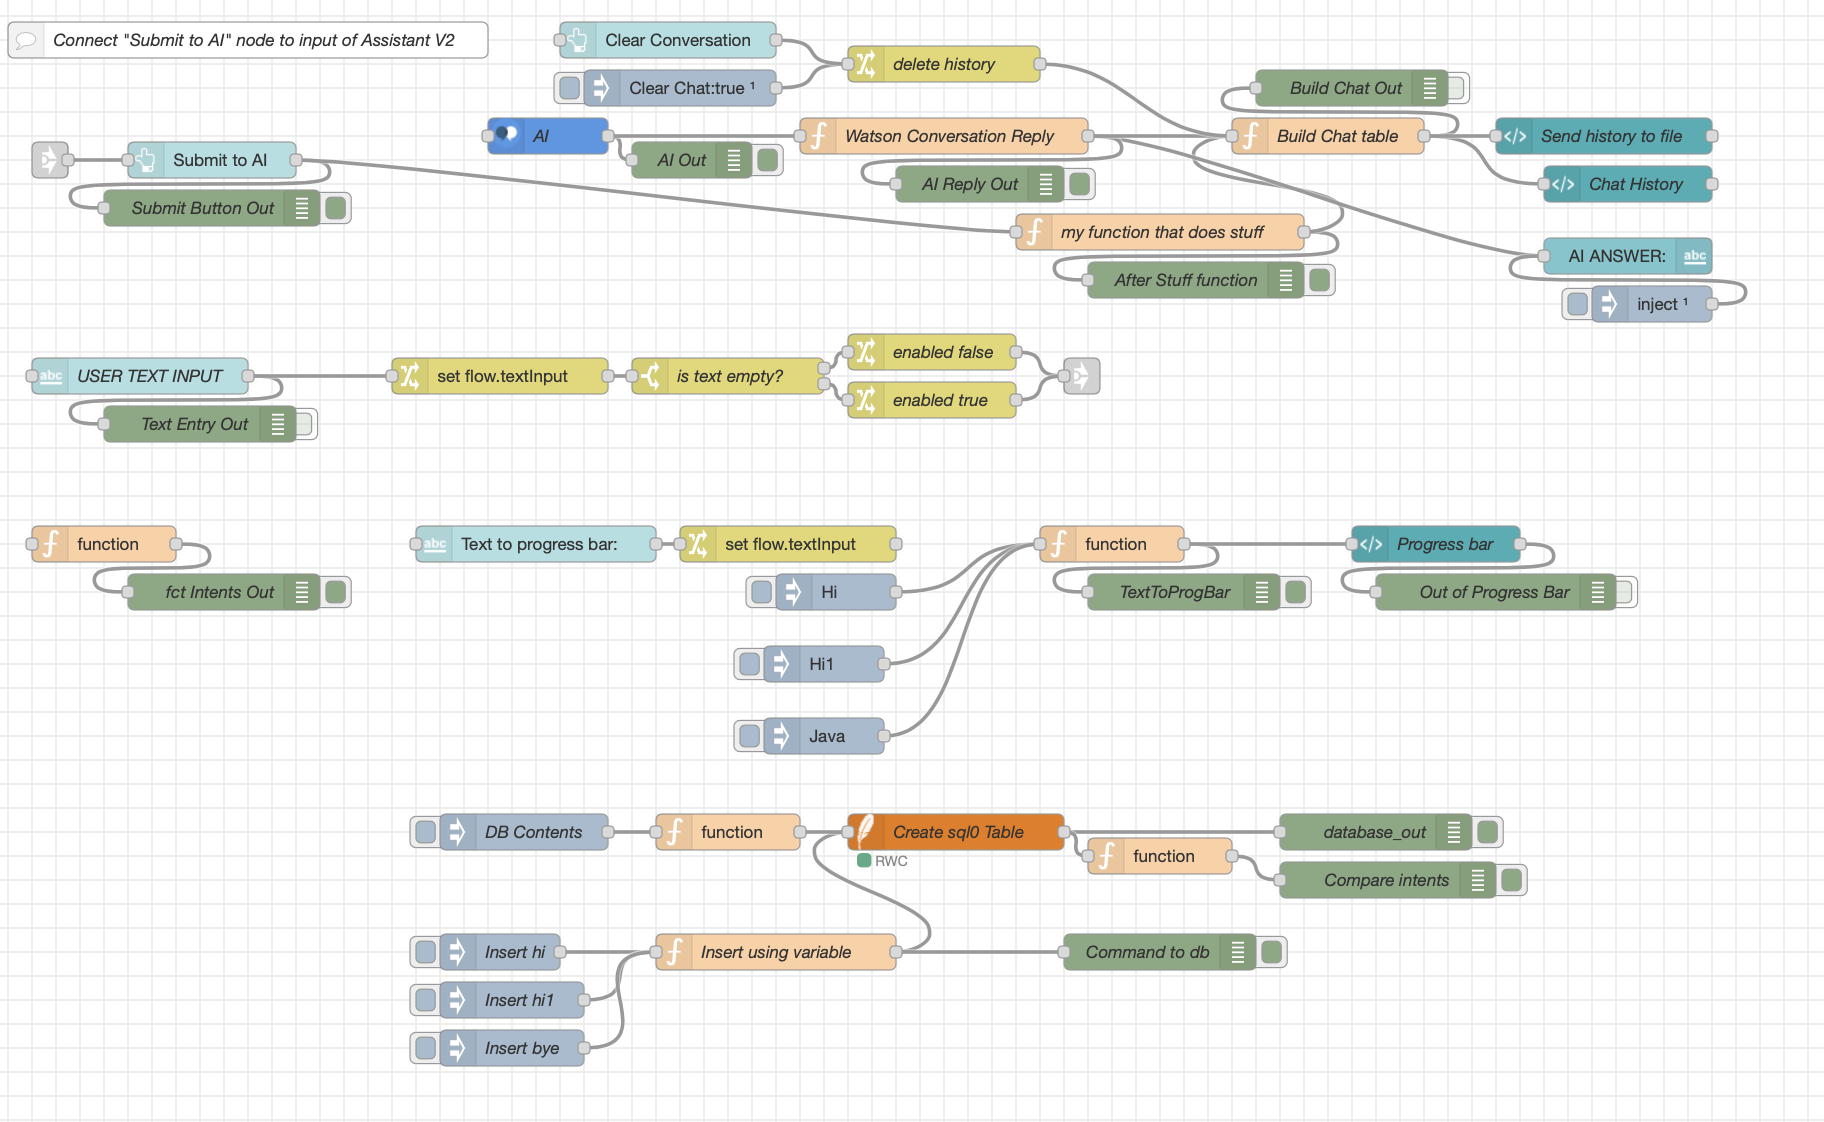 Connect "Submit to AI" node to input of Assistant V2
Clear Conversation
delete history
Clear Chat:true ¹
Build Chat Out
AI
Watson Conversation Reply
Build Chat table
Send history to file
Submit to AI
AI Out
AI Reply Out
Chat History
Submit Button Out
my function that does stuff
AI ANSWER:
abc
After Stuff function
inject ¹
abc
USER TEXT INPUT
set flow.textInput
is text empty?
enabled false
enabled true
Text Entry Out
function
fct Intents Out
abc
Text to progress bar:
set flow.textInput
function
Progress bar
Hi
TextToProgBar
Out of Progress Bar
Hi1
Java
DB Contents
function
Create sql0 Table
database_out
RWC
function
Compare intents
Insert hi
Insert using variable
Command to db
Insert hi1
Insert bye